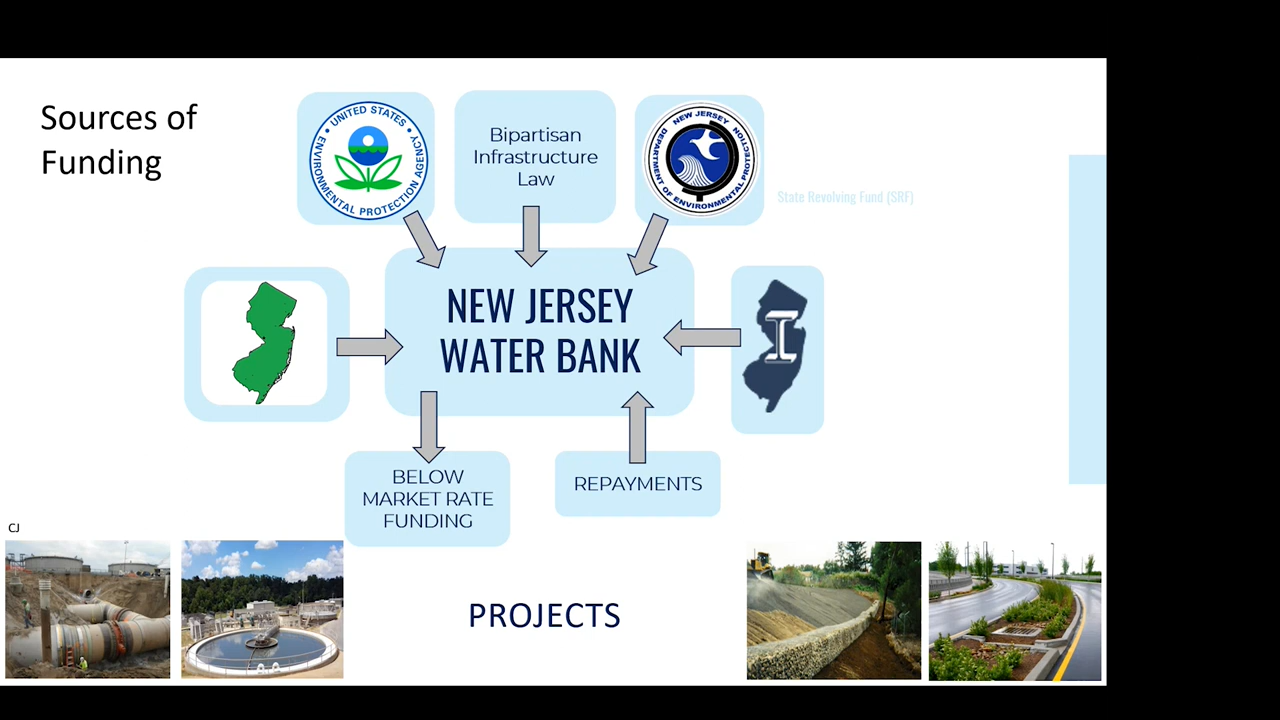 Sources of
Funding
UNITED STATES
ENVIRONMENTAL PROTECTION AGENCY
Bipartisan
Infrastructure
Law
NEW JERSEY
DEPARTMENT OF ENVIRONMENTAL PROTECTION
State Revolving Fund (SRF)
NEW JERSEY
WATER BANK
I
BELOW
MARKET RATE
FUNDING
REPAYMENTS
CJ
PROJECTS